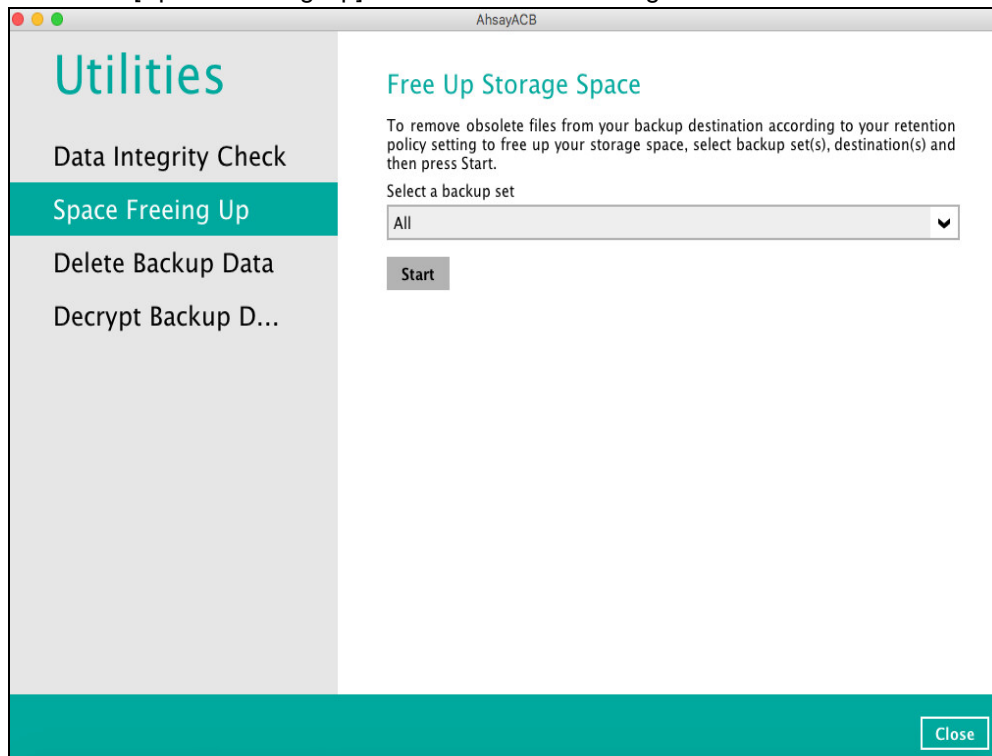 AhsayACB
Utilities
Data Integrity Check
Space Freeing Up
Delete Backup Data
Decrypt Backup D...
Free Up Storage Space
To remove obsolete files from your backup destination according to your retention
policy setting to free up your storage space, select backup set(s), destination(s) and
then press Start.
Select a backup set
All
Start
Close